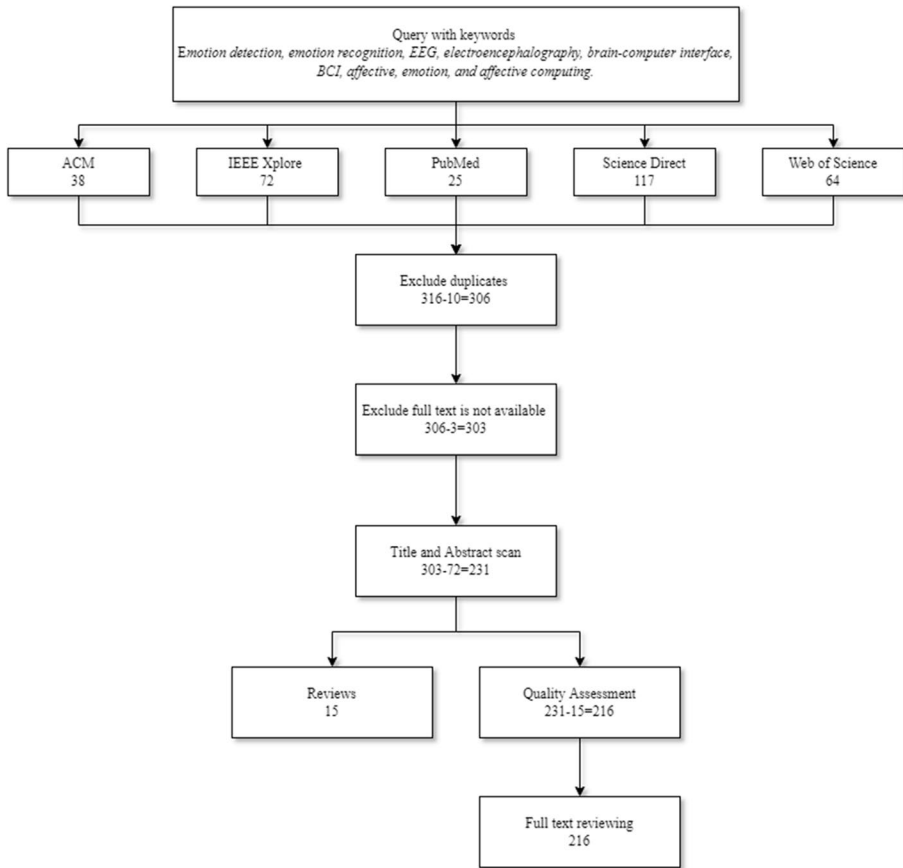 Query with keywords
Emotion detection, emotion recognition, EEG, electroencephalography, brain-computer interface,
BCI, affective, emotion, and affective computing.
ACM
38
IEEE Xplore
72
PubMed
25
Science Direct
117
Web of Science
64
Exclude duplicates
316-10=306
Exclude full text is not available
306-3=303
Title and Abstract scan
303-72=231
Reviews
15
Quality Assessment
231-15=216
Full text reviewing
216